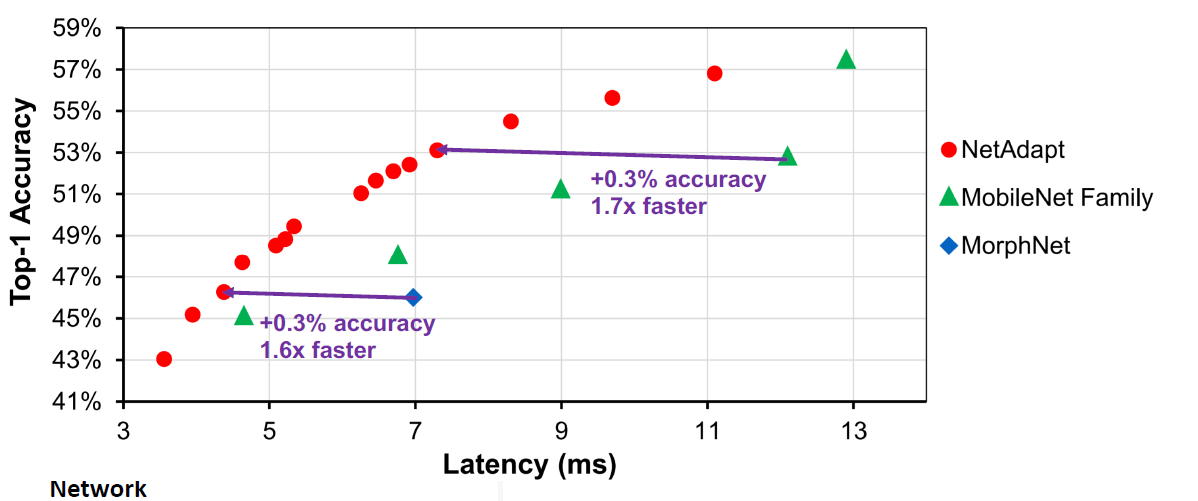 59%
57%
55%
53%
51%
49%
47%
45%
43%
41%
Top-1 Accuracy
+0.3% accuracy
1.7x faster
+0.3% accuracy
1.6x faster
NetAdapt
MobileNet Family
MorphNet
3 5 7 9 11 13
Latency (ms)
Network